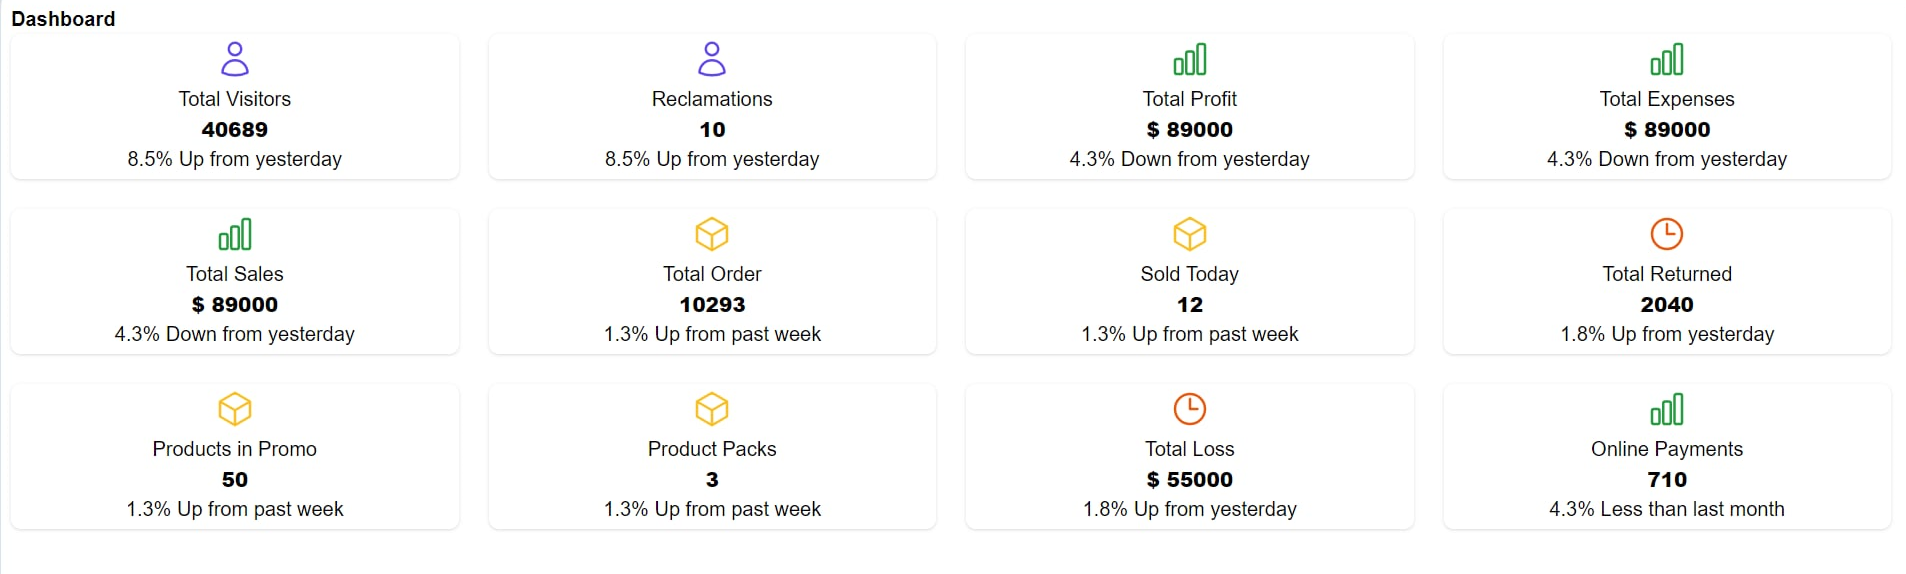 Dashboard
Total Visitors
40689
8.5% Up from yesterday
Reclamations
10
8.5% Up from yesterday
Total Profit
$ 89000
4.3% Down from yesterday
Total Expenses
$ 89000
4.3% Down from yesterday
Total Sales
$ 89000
4.3% Down from yesterday
Total Order
10293
1.3% Up from past week
Sold Today
12
1.3% Up from past week
Total Returned
2040
1.8% Up from yesterday
Products in Promo
50
1.3% Up from past week
Product Packs
3
1.3% Up from past week
Total Loss
$ 55000
1.8% Up from yesterday
Online Payments
710
4.3% Less than last month